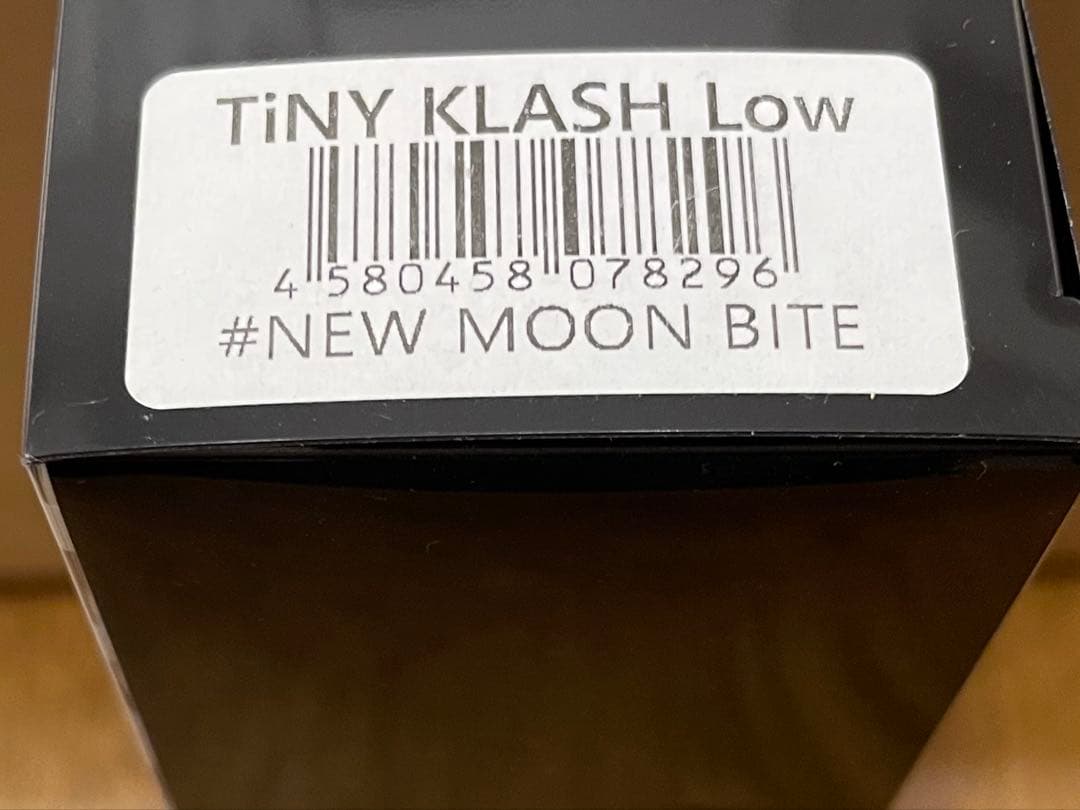 TiNY KLASH Low
4 580458 078296
#NEW MOON BITE